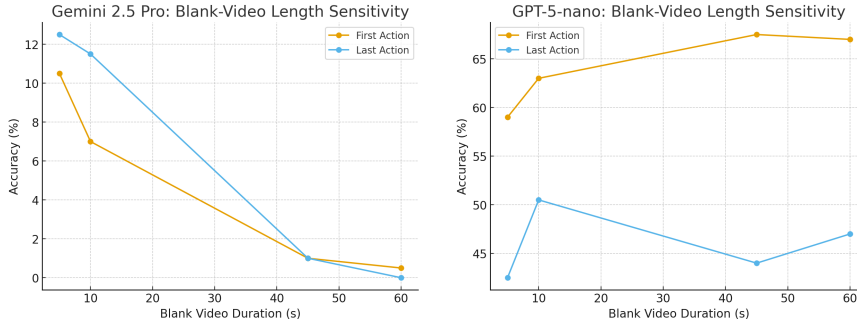 Gemini 2.5 Pro: Blank-Video Length Sensitivity
First Action
Last Action
12
10
8
6
4
2
0
Accuracy (%)
10
20
30
40
50
60
Blank Video Duration (s)
GPT-5-nano: Blank-Video Length Sensitivity
First Action
Last Action
65
60
55
50
45
Accuracy (%)
10
20
30
40
50
60
Blank Video Duration (s)